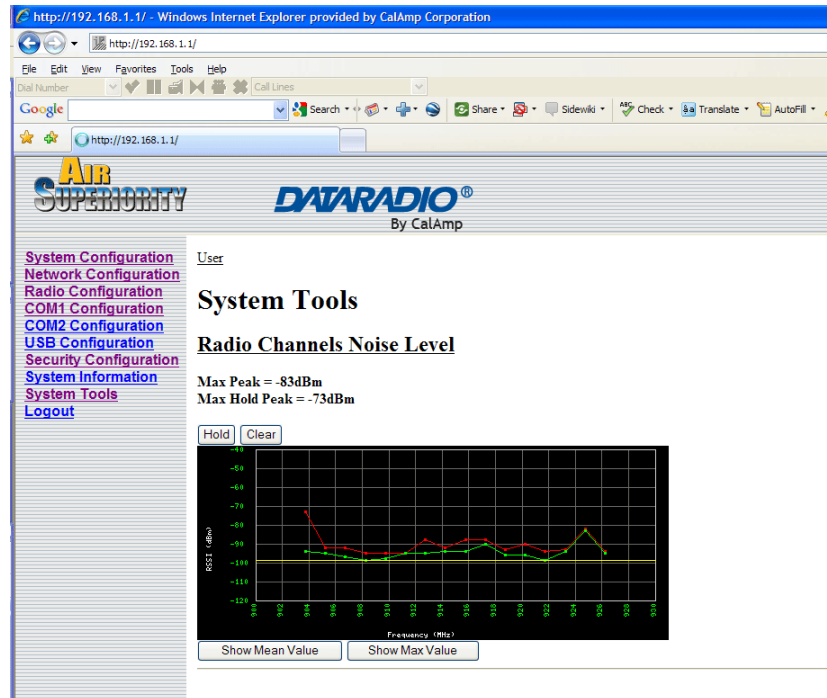 http://192.168.1.1/ - Windows Internet Explorer provided by CalAmp Corporation
http://192.168.1.1/
File Edit View Favorites Tools Help
Dial Number Call Lines
Google Search Share Sidewiki ABC Check Translate AutoFill
http://192.168.1.1/
AIR SUPERIORITY
DATARADIO®
By CalAmp
System Configuration
Network Configuration
Radio Configuration
COM1 Configuration
COM2 Configuration
USB Configuration
Security Configuration
System Information
System Tools
Logout
User
System Tools
Radio Channels Noise Level
Max Peak = -83dBm
Max Hold Peak = -73dBm
Hold Clear
-40
-50
-60
-70
-80
-90
-100
-110
-120
RSSI (dBm)
900 902 904 906 908 910 912 914 916 918 920 922 924 926 928 930
Frequency (MHz)
Show Mean Value Show Max Value